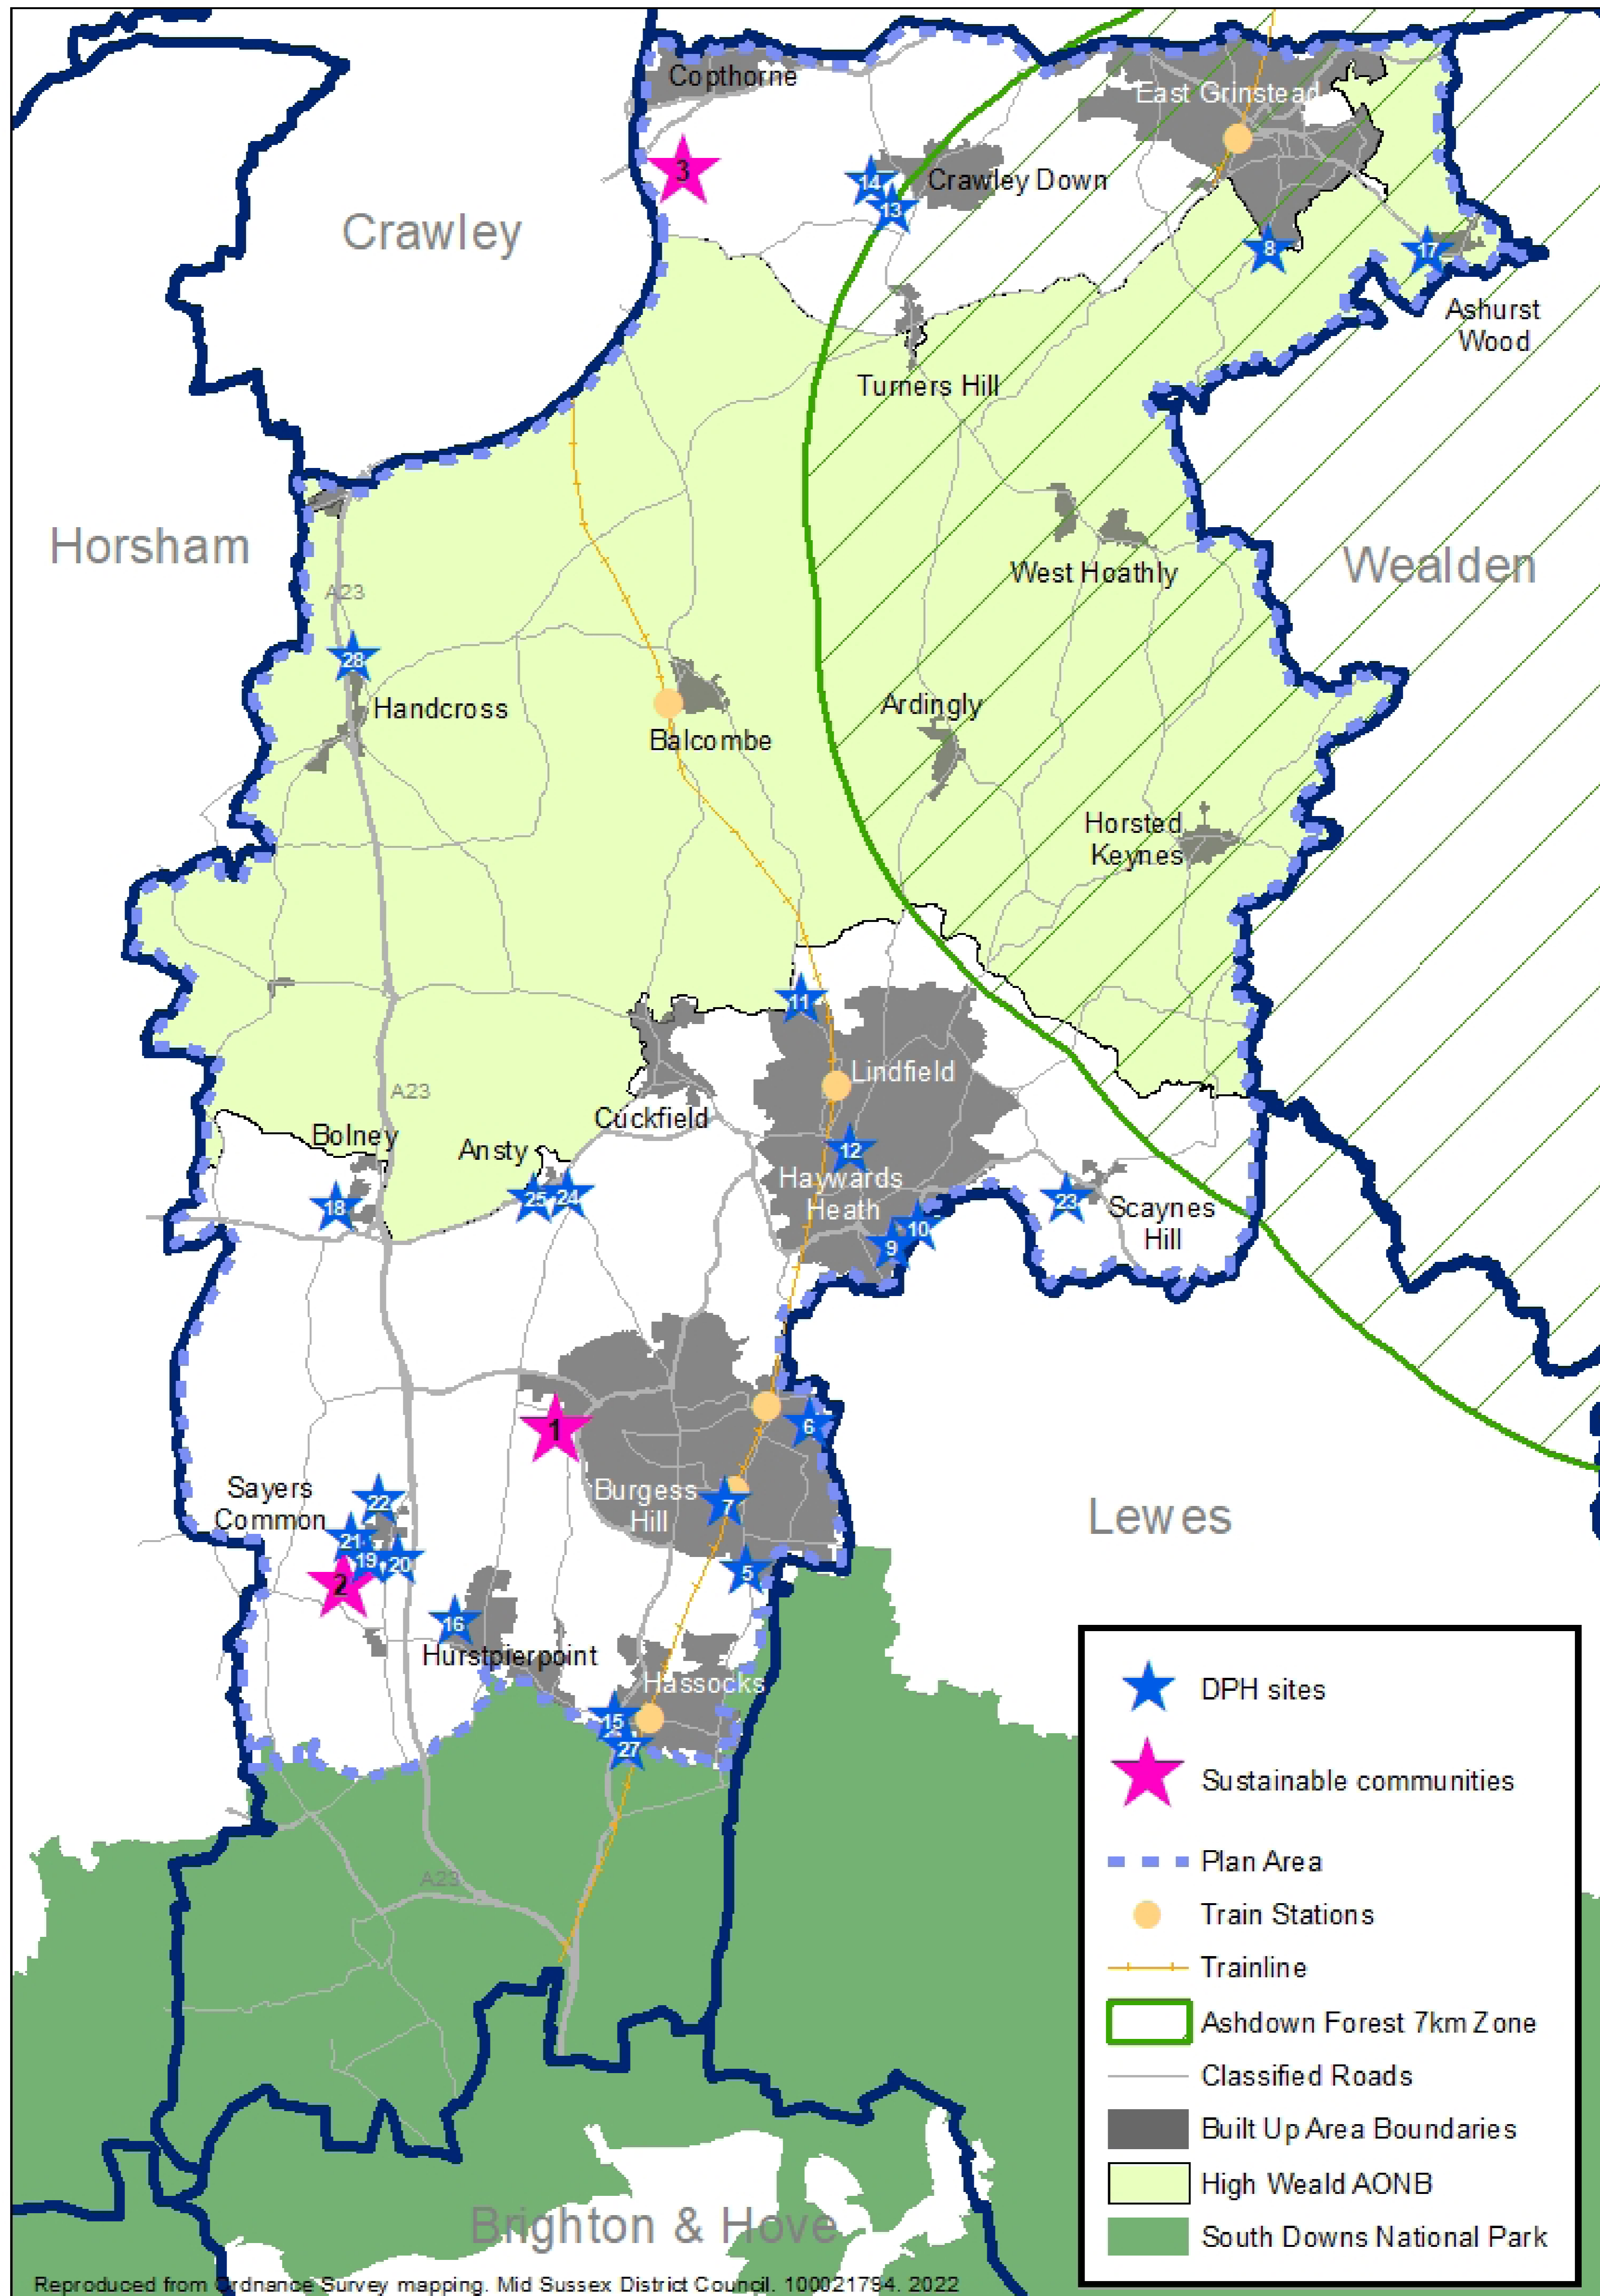 Copthorne
East Grinstead
3
14
Crawley Down
13
Crawley
8
17
Ashurst
Wood
Turners Hill
Horsham
West Hoathly
Wealden
A23
28
Handcross
Ardingly
Balcombe
Horsted
Keynes
11
Lindfield
A23
Cuckfield
Bolney
Ansty
12
Haywards
Heath
25
24
23
18
Scaynes
Hill
10
9
1
6
Sayers
Common
22
Burgess
Hill
7
Lewes
21
19
20
2
5
16
Hurstpierpoint
Hassocks
15
27
A23
DPH sites
Sustainable communities
Plan Area
Train Stations
Trainline
Ashdown Forest 7km Zone
Classified Roads
Built Up Area Boundaries
High Weald AONB
South Downs National Park
Brighton & Hove
Reproduced from Ordnance Survey mapping. Mid Sussex District Council. 100021794. 2022